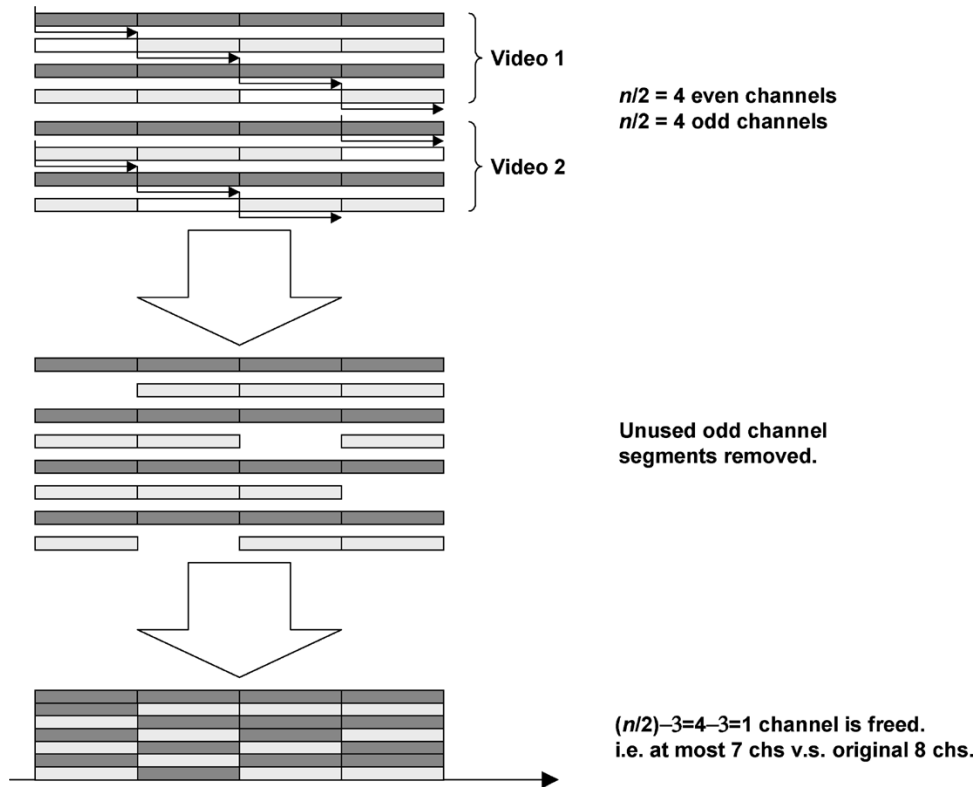 Video 1
n/2 = 4 even channels
n/2 = 4 odd channels
Video 2
Unused odd channel
segments removed.
(n/2)–3=4–3=1 channel is freed.
i.e. at most 7 chs v.s. original 8 chs.